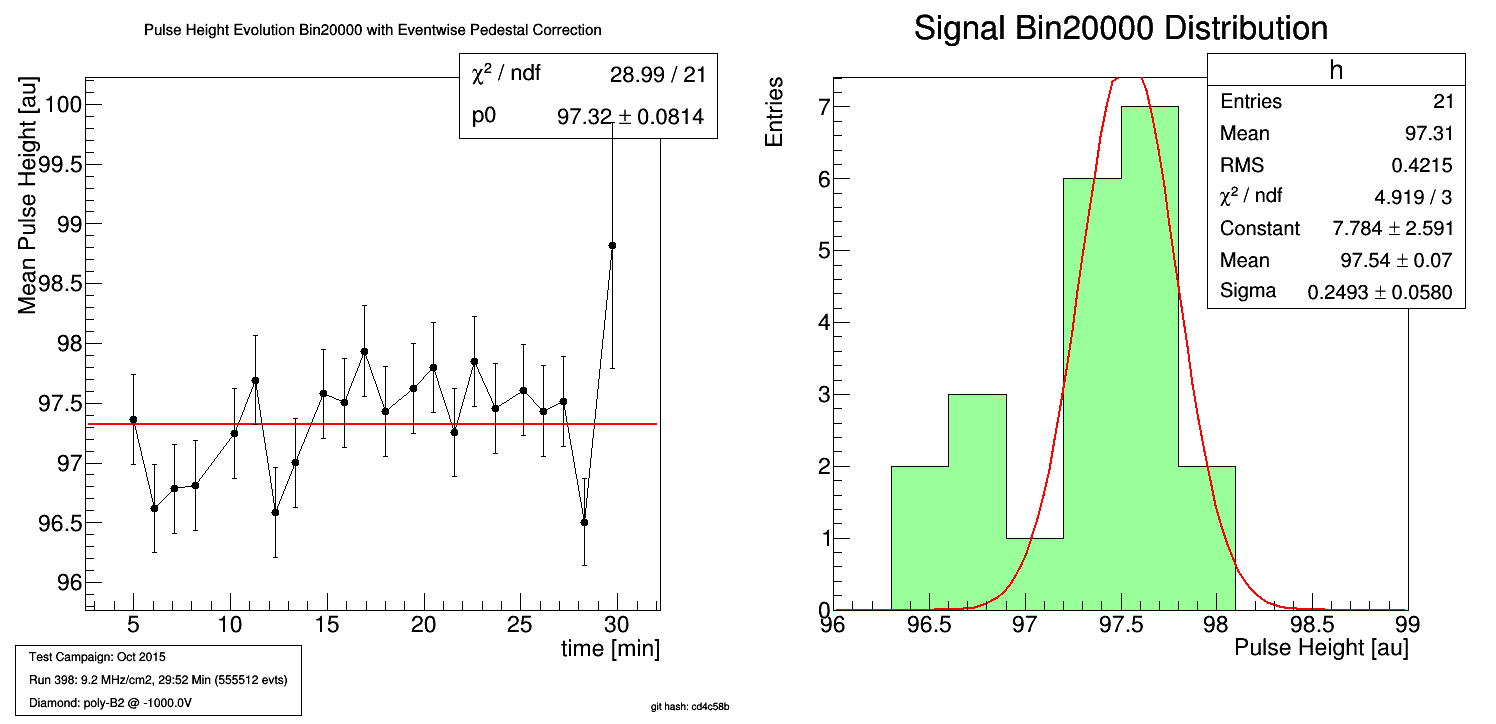 Pulse Height Evolution Bin20000 with Eventwise Pedestal Correction
χ² / ndf 28.99 / 21
p0 97.32 ± 0.0814
Mean Pulse Height [au]
100
99.5
99
98.5
98
97.5
97
96.5
96
5 10 15 20 25 30
time [min]
Test Campaign: Oct 2015
Run 398: 9.2 MHz/cm2, 29:52 Min (555512 evts)
Diamond: poly-B2 @ -1000.0V
git hash: cd4c58b
Signal Bin20000 Distribution
h
Entries 21
Mean 97.31
RMS 0.4215
χ² / ndf 4.919 / 3
Constant 7.784 ± 2.591
Mean 97.54 ± 0.07
Sigma 0.2493 ± 0.0580
Entries
7
6
5
4
3
2
1
0
96 96.5 97 97.5 98 98.5 99
Pulse Height [au]